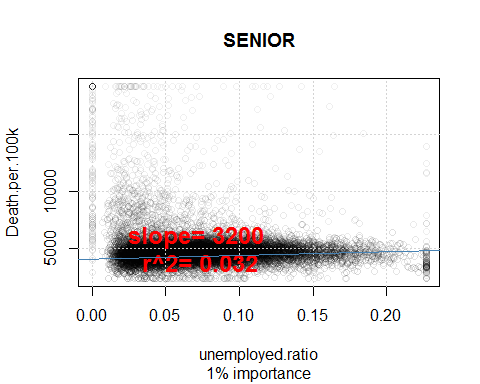 SENIOR
Death.per.100k
10000
5000
slope= 3200
r^2= 0.032
0.00 0.05 0.10 0.15 0.20
unemployed.ratio
1% importance